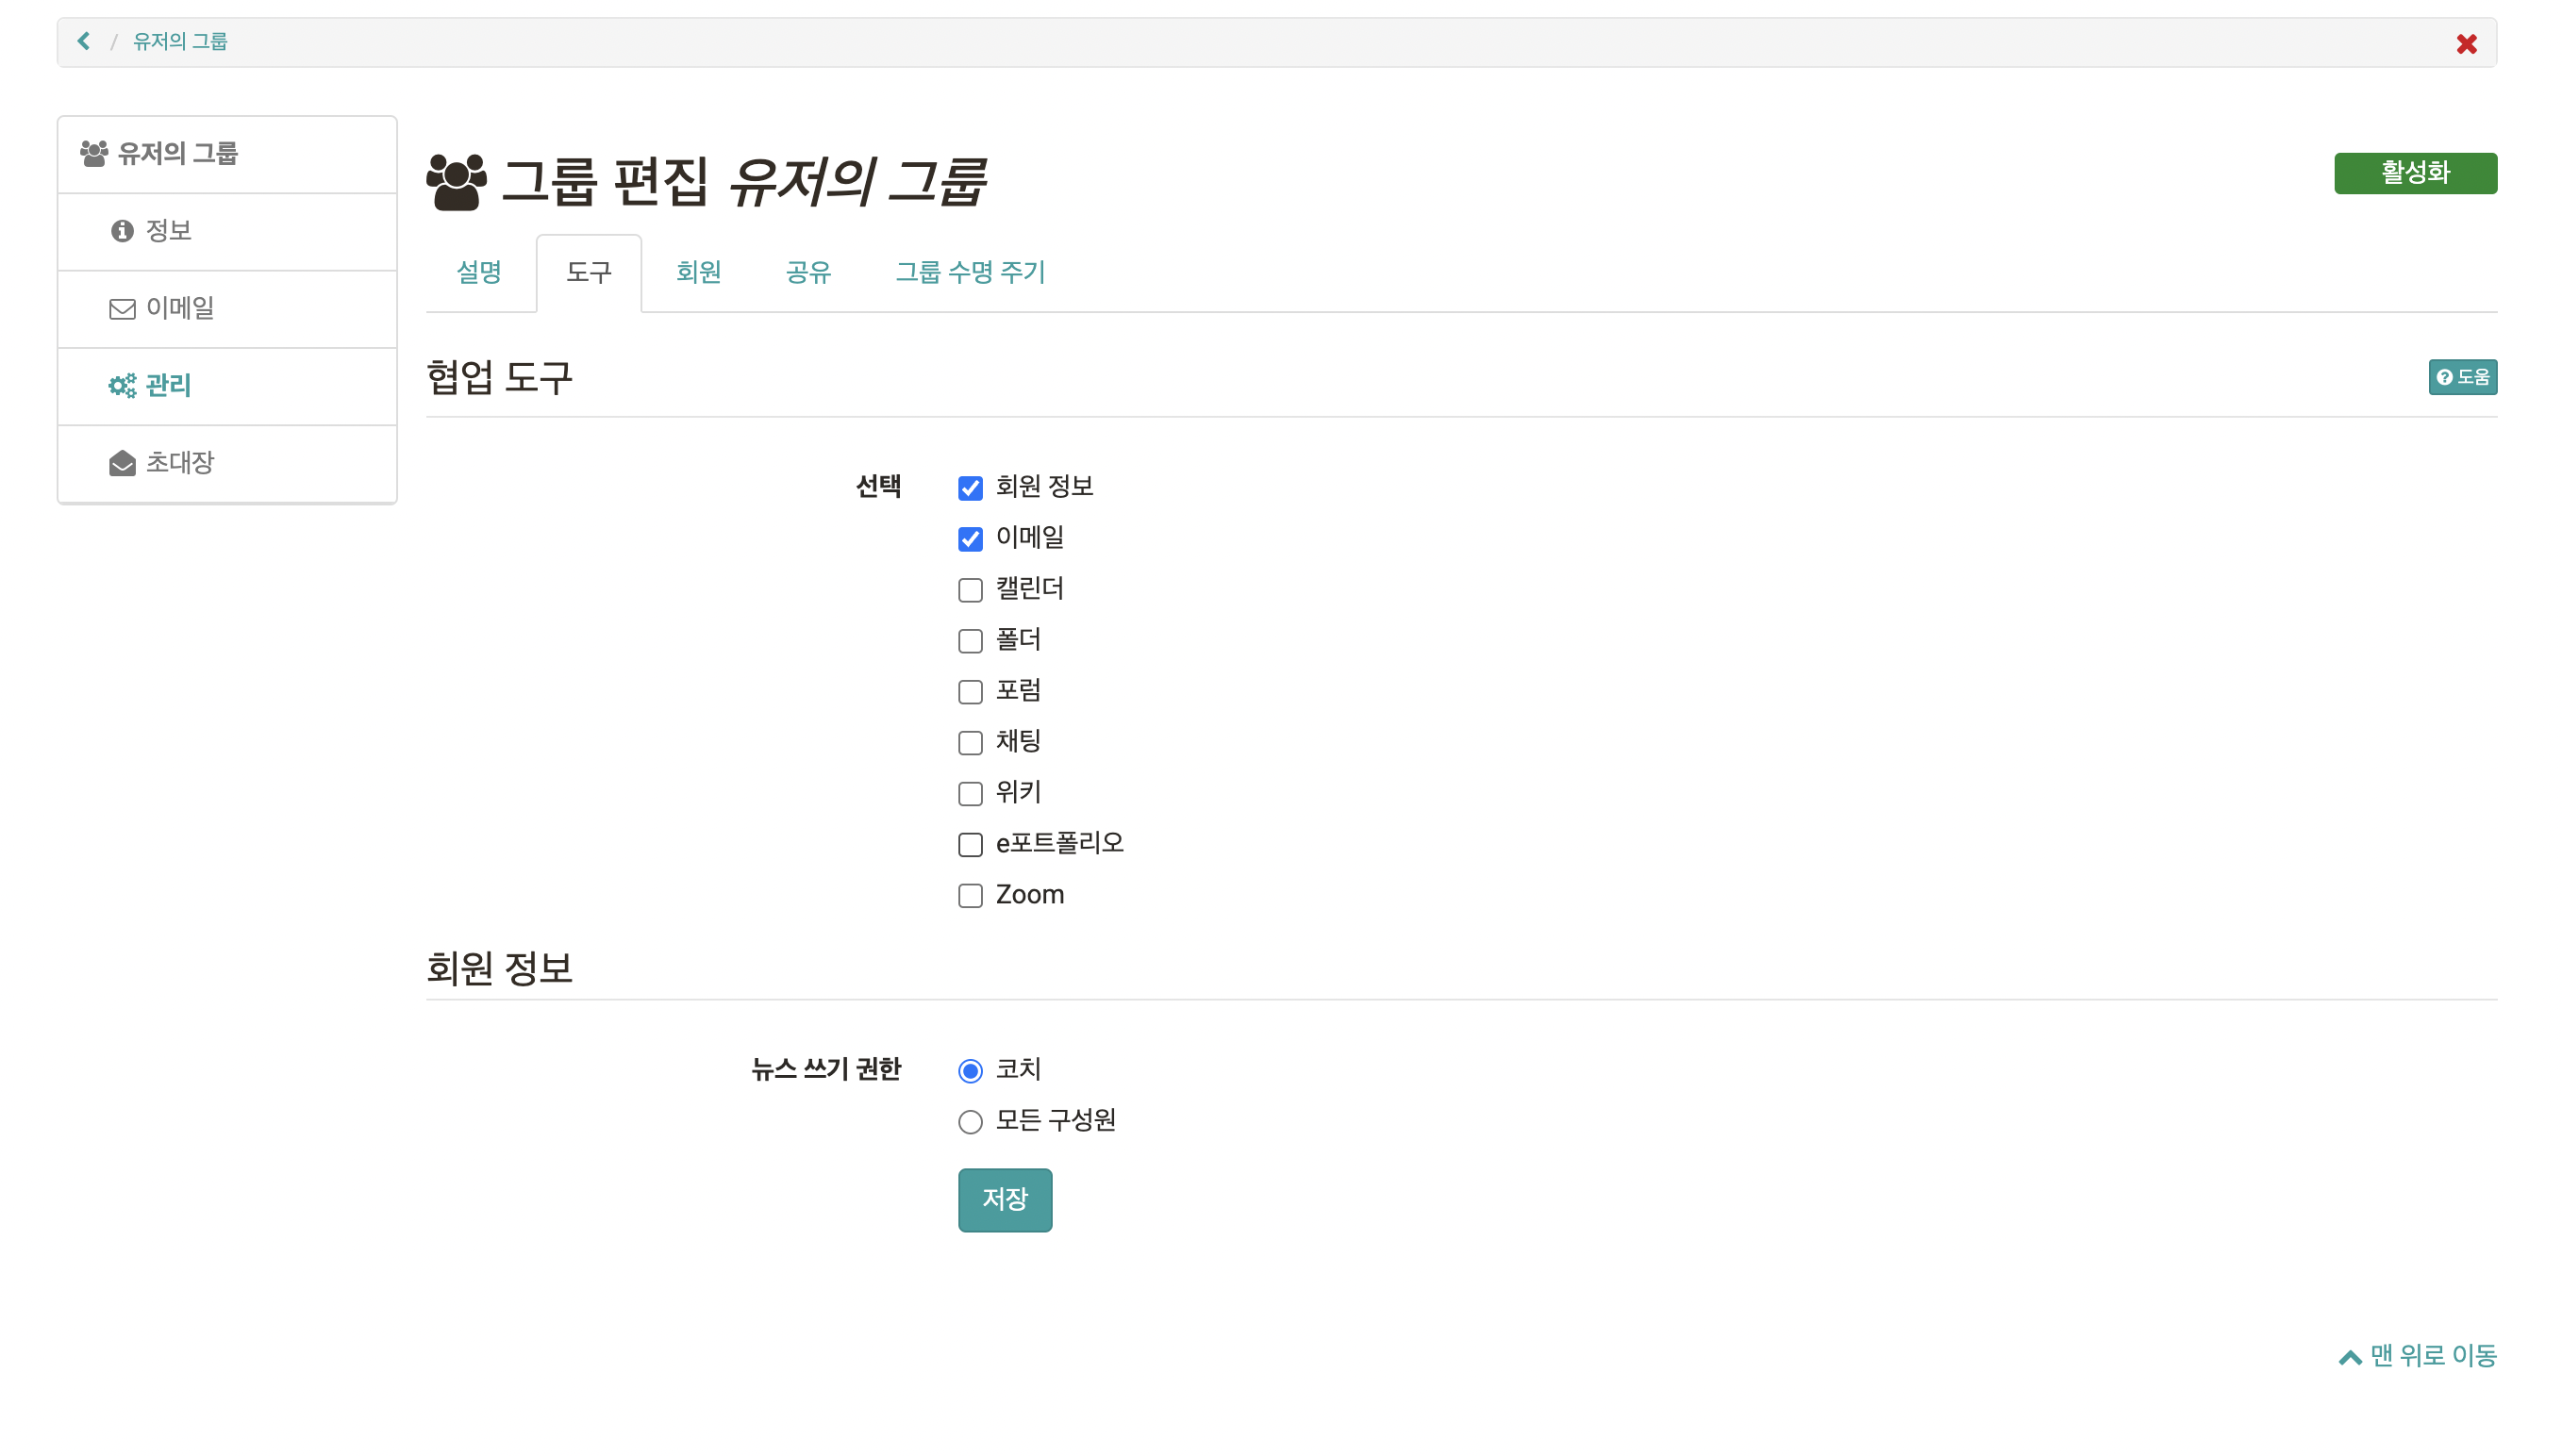 / 유저의 그룹
유저의 그룹
정보
이메일
관리
초대장
그룹 편집 유저의 그룹
활성화
설명 도구 회원 공유 그룹 수명 주기
협업 도구
도움
선택
회원 정보
이메일
캘린더
폴더
포럼
채팅
위키
e포트폴리오
Zoom
회원 정보
뉴스 쓰기 권한
코치
모든 구성원
저장
맨 위로 이동